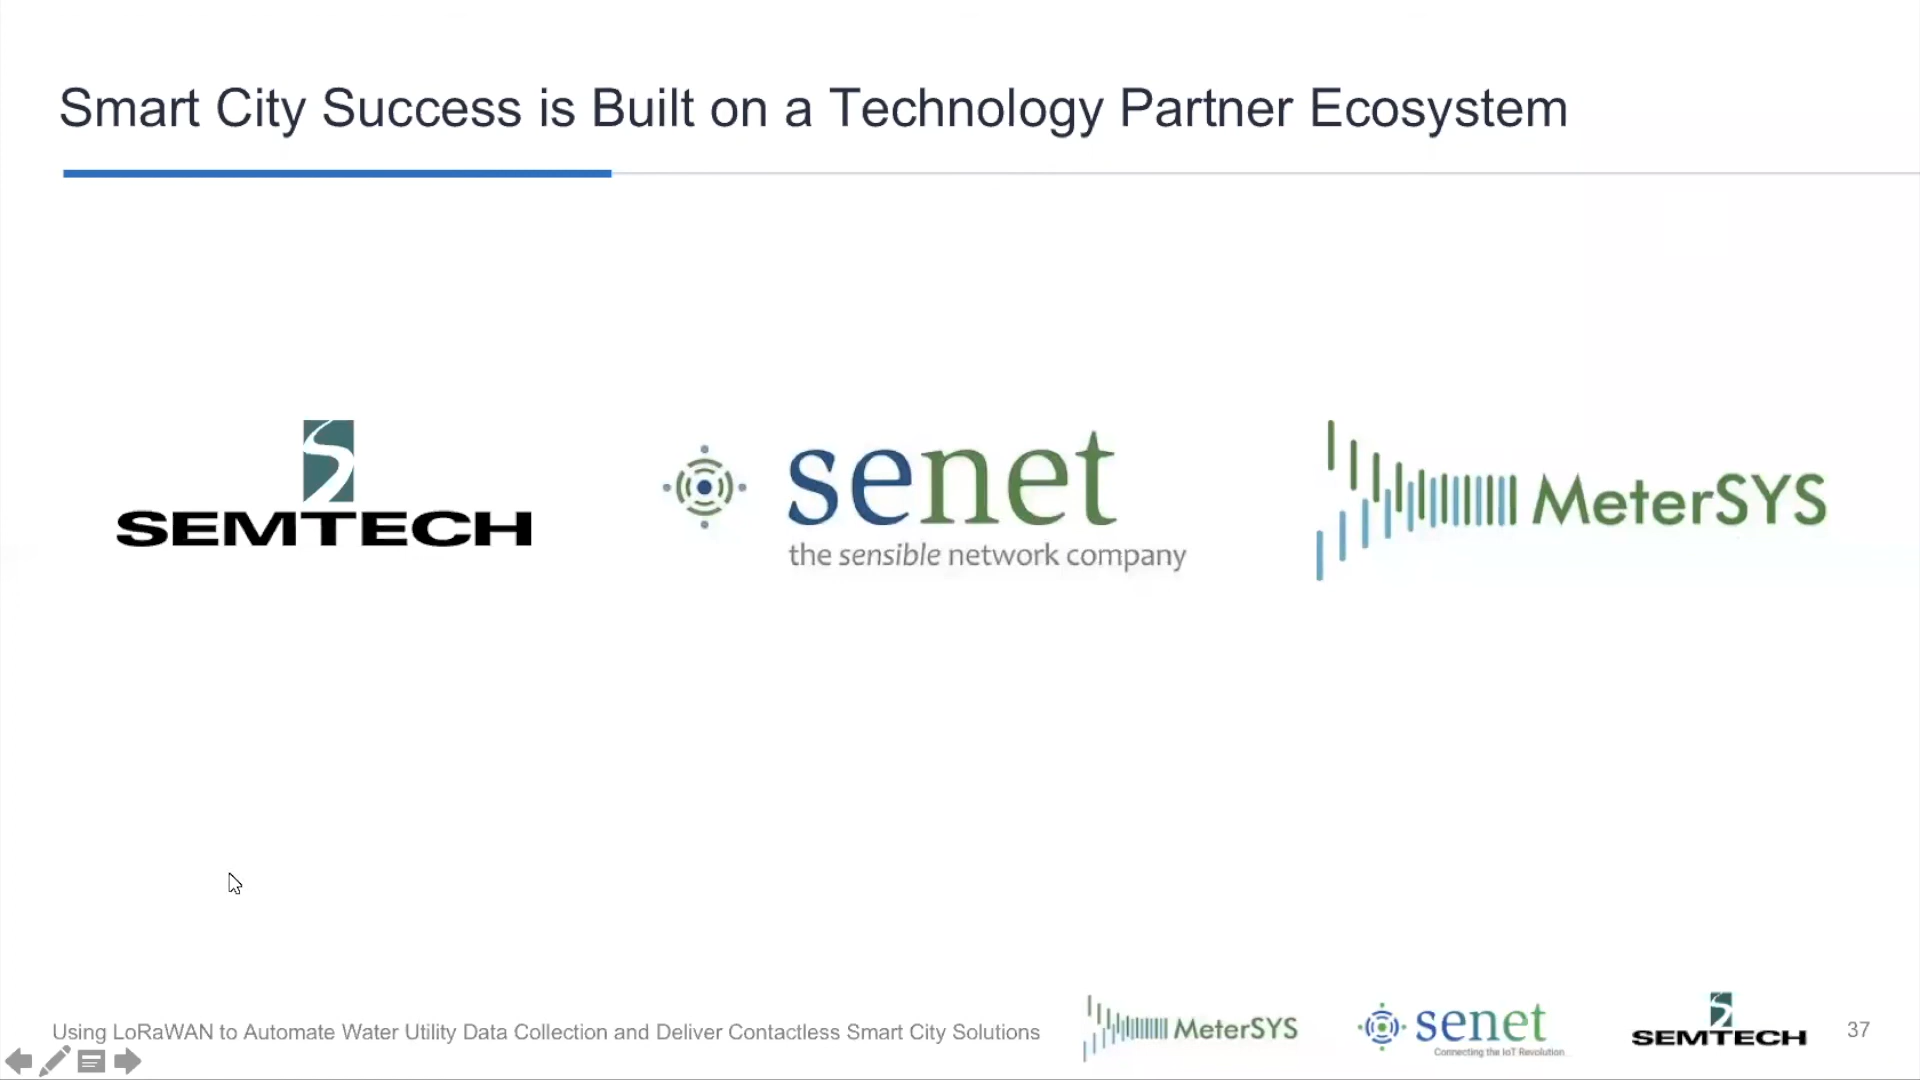 Smart City Success is Built on a Technology Partner Ecosystem
SEMTECH
senet
the sensible network company
MeterSYS
Using LoRaWAN to Automate Water Utility Data Collection and Deliver Contactless Smart City Solutions
MeterSYS
senet
Connecting the IoT Revolution
SEMTECH
37